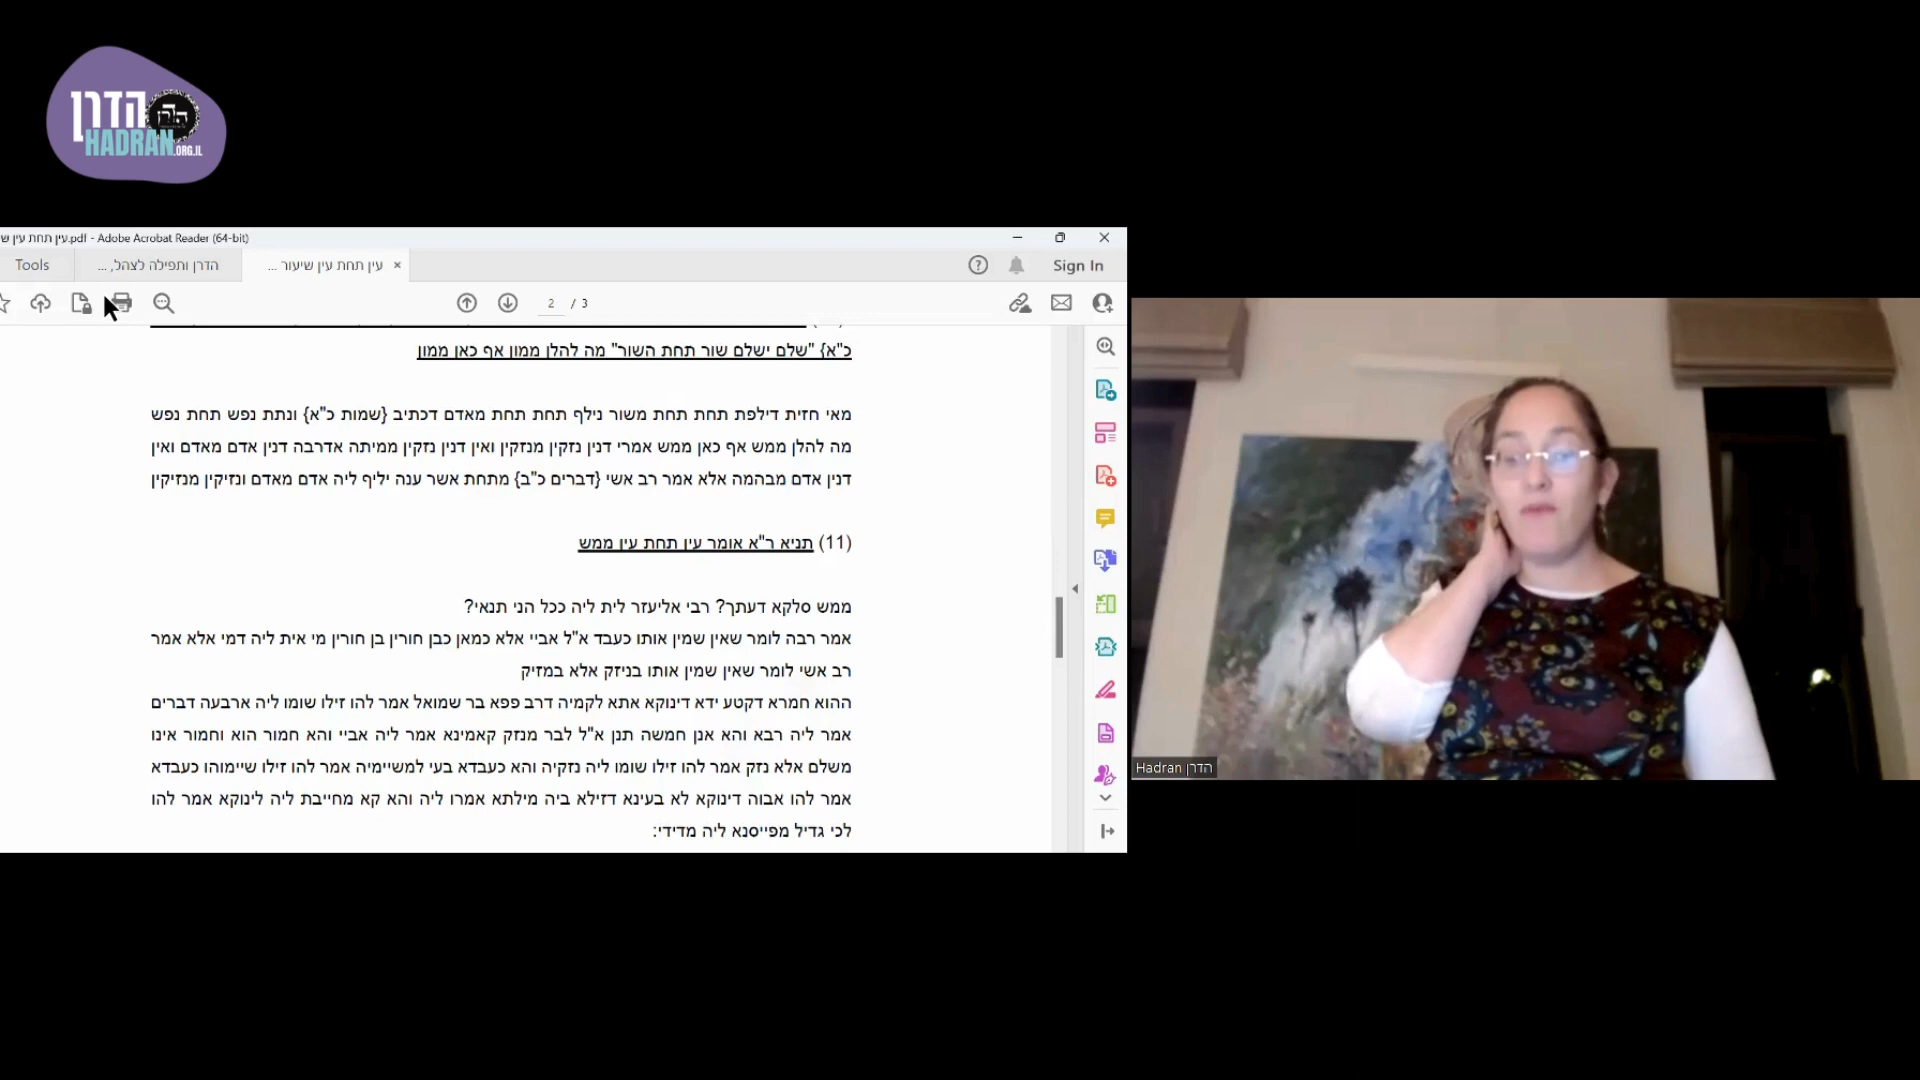 הדרן
HADRAN.ORG.IL
עין תחת עין ש.pdf - Adobe Acrobat Reader (64-bit)
Tools
הדרן ותפילה לצהל, ...
עין תחת עין שיעור ...
Sign In
2 / 3
כ"א} "שלם ישלם שור תחת השור" מה להלן ממון אף כאן ממון
מאי חזית דילפת תחת תחת משור נילף תחת תחת מאדם דכתיב {שמות כ"א} ונתת נפש תחת נפש
מה להלן ממש אף כאן ממש אמרי דנין נזקין מנזקין ואין דנין נזקין ממיתה אדרבה דנין אדם מאדם ואין
דנין אדם מבהמה אלא אמר רב אשי {דברים כ"ב} מתחת אשר ענה יליף ליה אדם מאדם ונזיקין מנזיקין
(11) תניא ר"א אומר עין תחת עין ממש
ממש סלקא דעתך? רבי אליעזר לית ליה ככל הני תנאי?
אמר רבה לומר שאין שמין אותו כעבד א"ל אביי אלא כמאן כבן חורין בן חורין מי אית ליה דמי אלא אמר
רב אשי לומר שאין שמין אותו בניזק אלא במזיק
ההוא חמרא דקטע ידא דינוקא אתא לקמיה דרב פפא בר שמואל אמר להו זילו שומו ליה ארבעה דברים
אמר ליה רבא והא אנן חמשה תנן א"ל לבר מנזק קאמינא אמר ליה אביי והא חמור הוא וחמור אינו
משלם אלא נזק אמר להו זילו שומו ליה נזקיה והא כעבדא בעי למשיימיה אמר להו זילו שיימוהו כעבדא
אמר להו אבוה דינוקא לא בעינא דזילא ביה מילתא אמרו ליה והא קא מחייבת ליה לינוקא אמר להו
לכי גדיל מפייסנא ליה מדידי:
Hadran הדרן